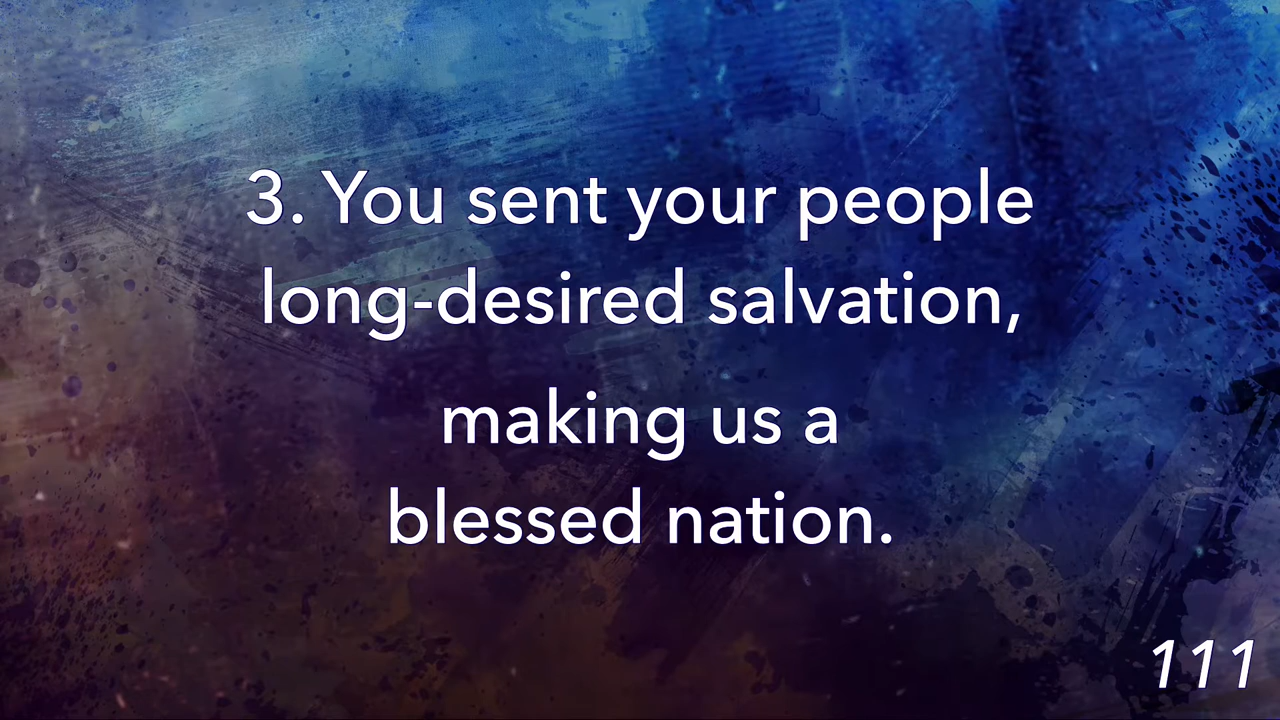 3. You sent your people
long-desired salvation,
making us a
blessed nation.
111